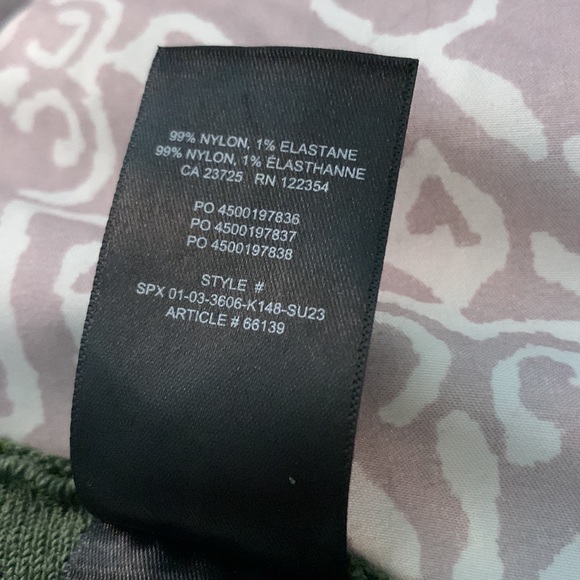 99% NYLON, 1% ELASTANE
99% NYLON, 1% ÉLASTHANNE
CA 23725 RN 122354
PO 4500197836
PO 4500197837
PO 4500197838
STYLE #
SPX 01-03-3606-K148-SU23
ARTICLE # 66139